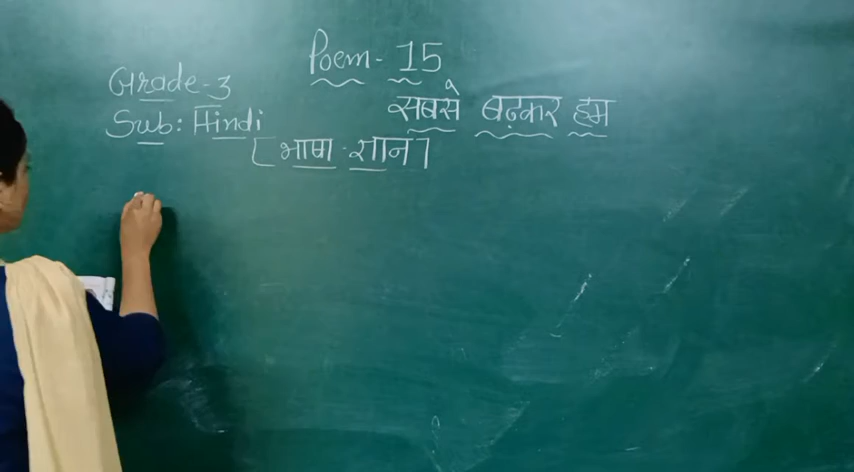 Poem - 15
Grade - 3
सबसे बढ़कर हम
Sub: Hindi
[भाषा ज्ञान]